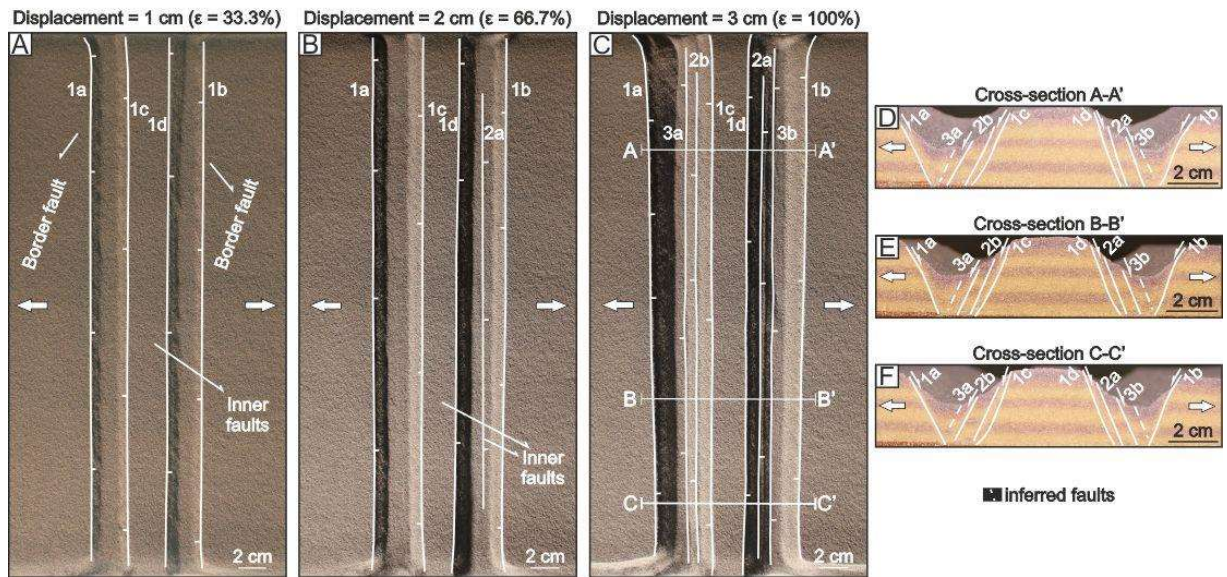 Displacement = 1 cm (ε = 33.3%)
A
1a
1b
1c
1d
Border fault
Border fault
Inner
faults
2 cm
Displacement = 2 cm (ε = 66.7%)
B
1a
1b
1c
1d
2a
Inner
faults
2 cm
Displacement = 3 cm (ε = 100%)
C
2b
2a
1a
1b
1c
1d
3a
3b
A
A'
B
B'
C
C'
2 cm
Cross-section A-A'
D
1a
3a
2b
1c
1d
2a
3b
1b
2 cm
Cross-section B-B'
E
1a
3a
2b
1c
1d
2a
3b
1b
2 cm
Cross-section C-C'
F
1a
3a
2b
1c
1d
2a
3b
1b
2 cm
inferred faults